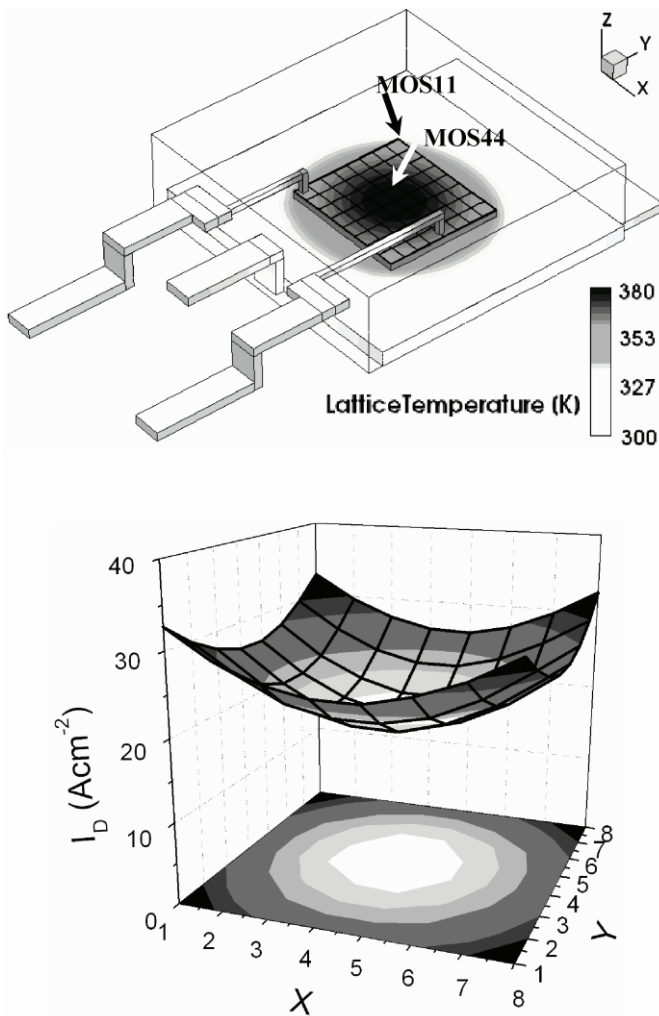 Z
Y
X
MOS11
MOS44
380
353
327
300
LatticeTemperature (K)
40
30
20
10
0
I_D (Acm^-2)
1 2 3 4 5 6 7 8
X
1 2 3 4 5 6 7 8
Y